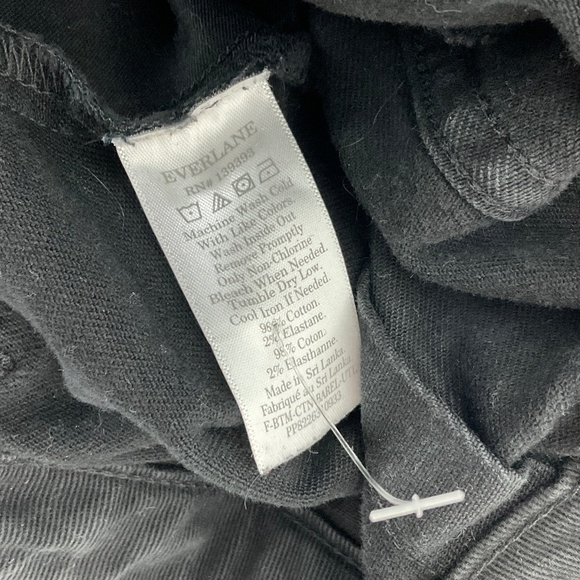 EVERLANE
RN# 139393
Machine Wash Cold
With Like Colors.
Wash Inside Out
Remove Promptly
Only Non-Chlorine
Bleach When Needed.
Tumble Dry Low.
Cool Iron If Needed.
98% Cotton.
2% Elastane.
98% Coton.
2% Elasthanne.
Made in Sri Lanka.
Fabriqué au Sri Lanka.